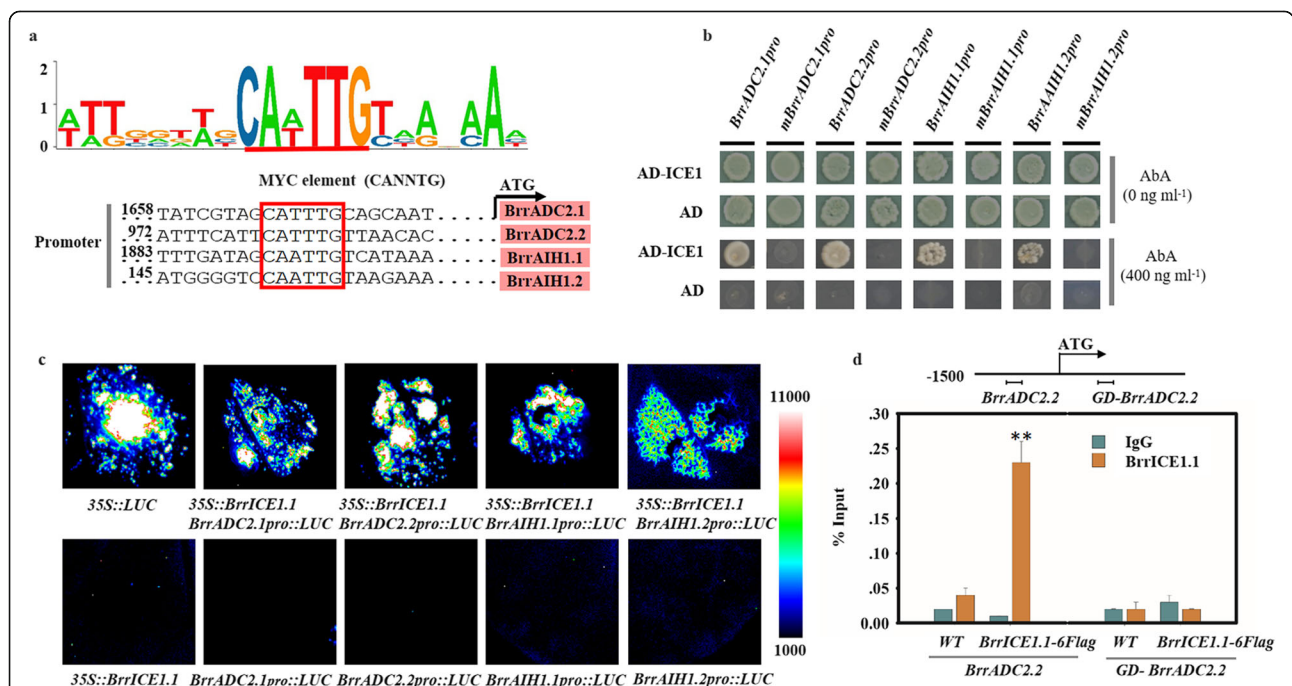 a
2
1
0
MYC element (CANNTG)
ATG
Promoter
1658 TATCGTAGCATTTGCAGCAAT..... BrrADC2.1
972 ATTTCATTCATTTGTTAACAC..... BrrADC2.2
1883 TTTGATAGCAATTGTCATAAA..... BrrAIH1.1
145 ATGGGGTCCAATTGTAAGAAA..... BrrAIH1.2
b
BrrADC2.1pro
mBrrADC2.1pro
BrrADC2.2pro
mBrrADC2.2pro
BrrAIH1.1pro
mBrrAIH1.1pro
BrrAAIH1.2pro
mBrrAIH1.2pro
AD-ICE1
AD
AbA
(0 ng ml-1)
AD-ICE1
AD
AbA
(400 ng ml-1)
c
35S::LUC
35S::BrrICE1.1
BrrADC2.1pro::LUC
35S::BrrICE1.1
BrrADC2.2pro::LUC
35S::BrrICE1.1
BrrAIH1.1pro::LUC
35S::BrrICE1.1
BrrAIH1.2pro::LUC
11000
1000
35S::BrrICE1.1
BrrADC2.1pro::LUC
BrrADC2.2pro::LUC
BrrAIH1.1pro::LUC
BrrAIH1.2pro::LUC
d
ATG
-1500
BrrADC2.2
GD-BrrADC2.2
% Input
.30
0.25
0.20
0.15
0.10
0.05
0.00
**
IgG
BrrICE1.1
WT BrrICE1.1-6Flag WT BrrICE1.1-6Flag
BrrADC2.2 GD- BrrADC2.2